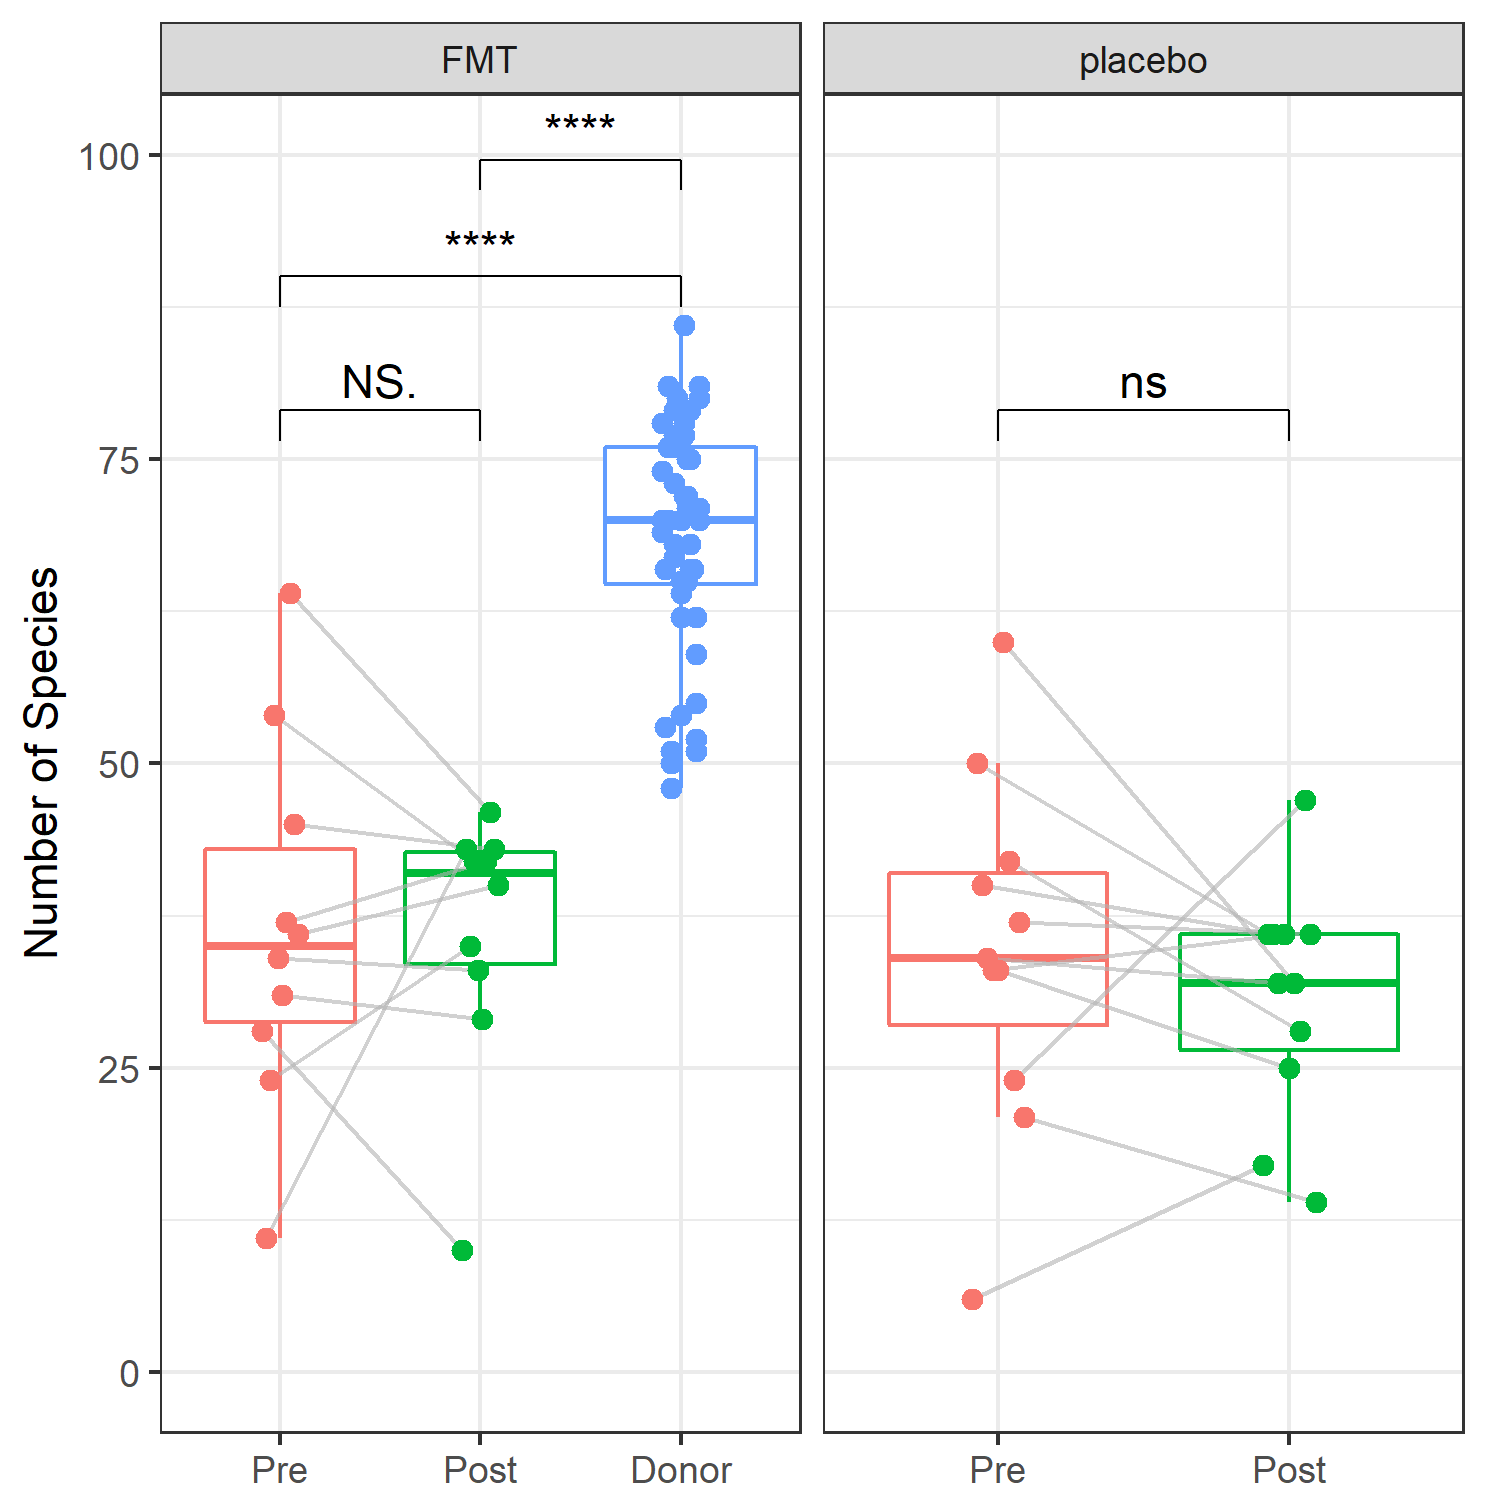 FMT
placebo
****
****
NS.
ns
100
75
50
25
0
Number of Species
Pre
Post
Donor
Pre
Post